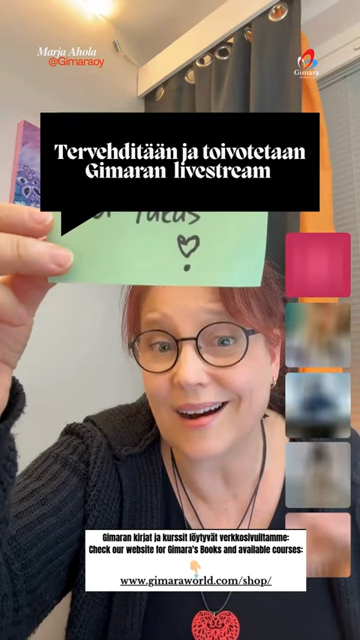 Marja Ahola
@Gimaraoy
Gimara
Tervehditään ja toivotetaan
Gimaran livestream
Gimaran kirjat ja kurssit löytyvät verkkosivuiltamme:
Check our website for Gimara's Books and available courses:
www.gimaraworld.com/shop/